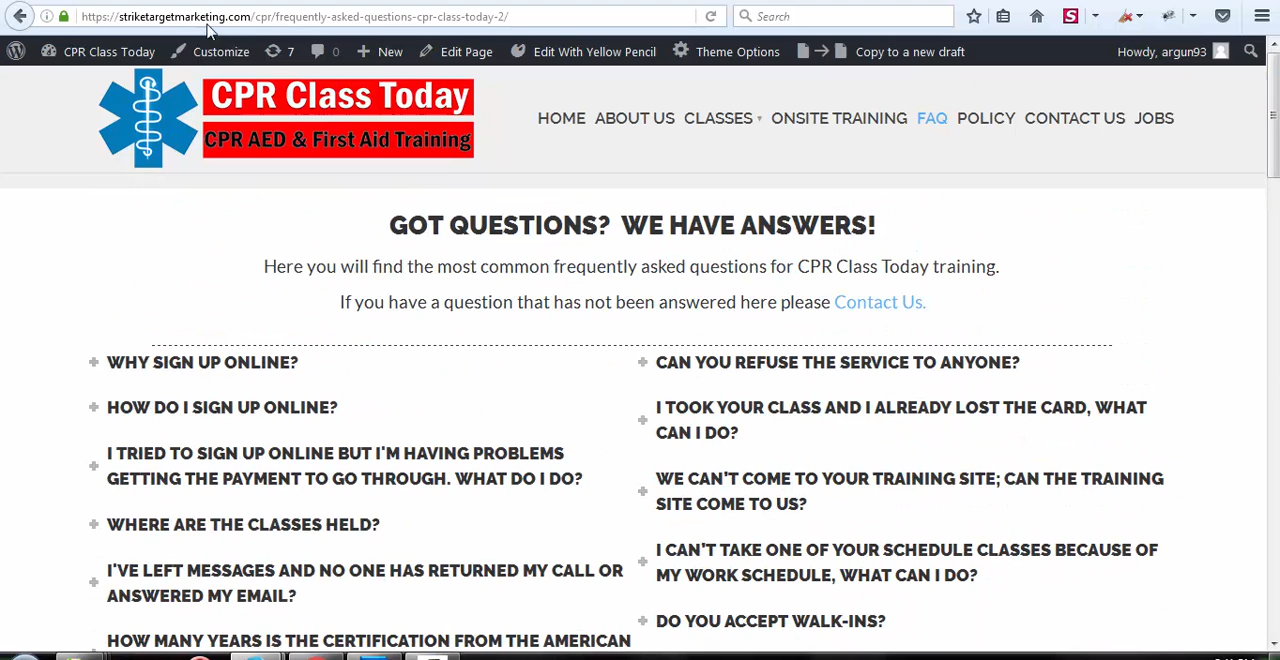 https://striketargetmarketing.com/cpr/frequently-asked-questions-cpr-class-today-2/
Search
S
CPR Class Today
Customize
7
0
New
Edit Page
Edit With Yellow Pencil
Theme Options
Copy to a new draft
Howdy, argun93
CPR Class Today
CPR AED & First Aid Training
HOME ABOUT US CLASSES ONSITE TRAINING FAQ POLICY CONTACT US JOBS
GOT QUESTIONS? WE HAVE ANSWERS!
Here you will find the most common frequently asked questions for CPR Class Today training.
If you have a question that has not been answered here please Contact Us.
WHY SIGN UP ONLINE?
HOW DO I SIGN UP ONLINE?
I TRIED TO SIGN UP ONLINE BUT I'M HAVING PROBLEMS
GETTING THE PAYMENT TO GO THROUGH. WHAT DO I DO?
WHERE ARE THE CLASSES HELD?
I'VE LEFT MESSAGES AND NO ONE HAS RETURNED MY CALL OR
ANSWERED MY EMAIL?
HOW MANY YEARS IS THE CERTIFICATION FROM THE AMERICAN
CAN YOU REFUSE THE SERVICE TO ANYONE?
I TOOK YOUR CLASS AND I ALREADY LOST THE CARD, WHAT
CAN I DO?
WE CAN'T COME TO YOUR TRAINING SITE; CAN THE TRAINING
SITE COME TO US?
I CAN'T TAKE ONE OF YOUR SCHEDULE CLASSES BECAUSE OF
MY WORK SCHEDULE, WHAT CAN I DO?
DO YOU ACCEPT WALK-INS?